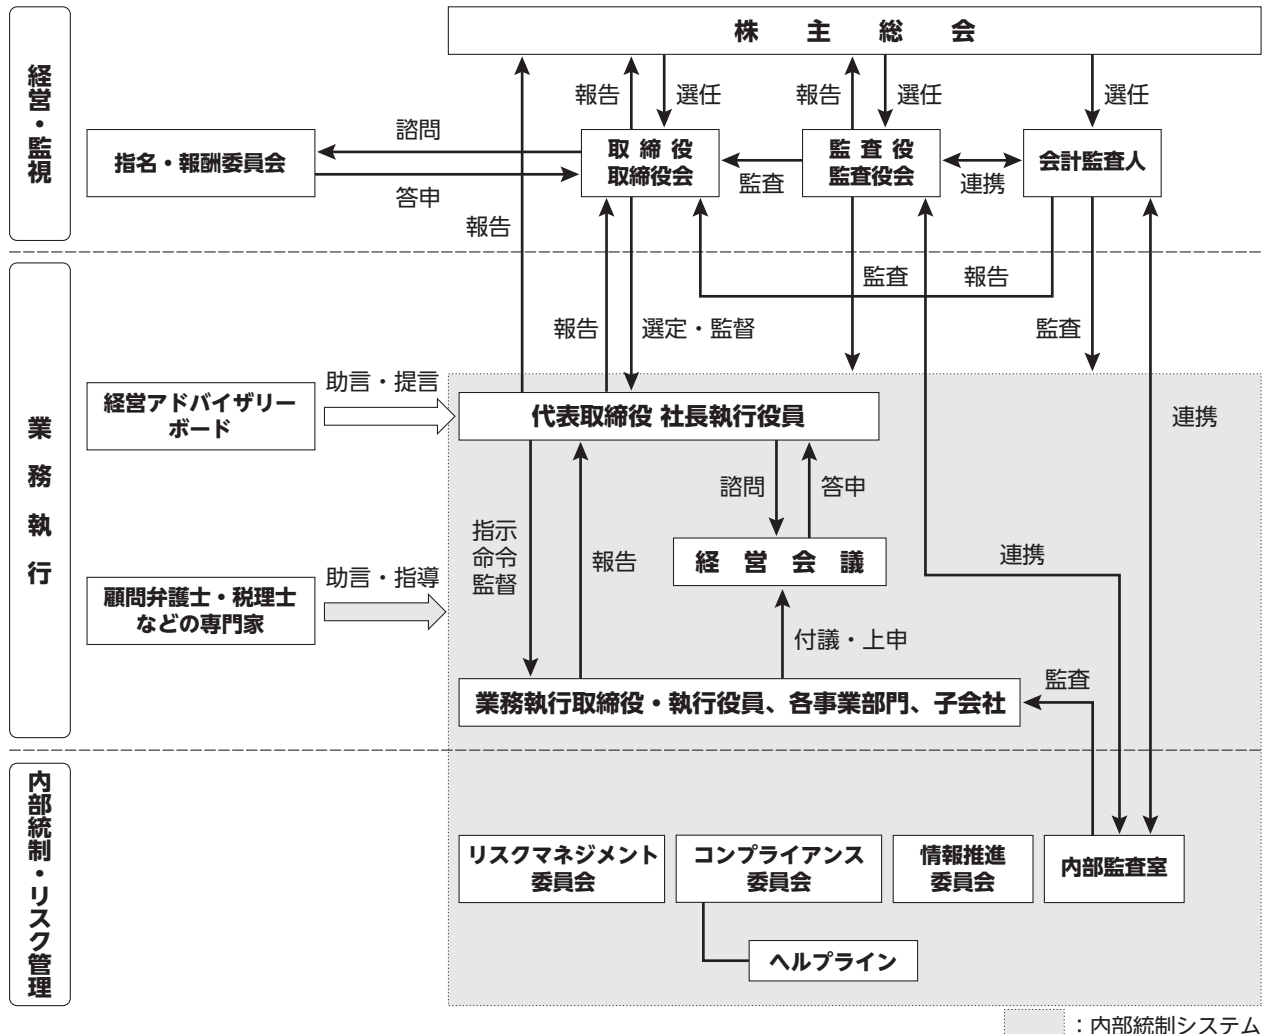 株主総会
経営・監視
報告
選任
報告
選任
選任
諮問
指名・報酬委員会
取締役
取締役会
監査役
監査役会
会計監査人
監査
連携
答申
報告
監査
報告
報告
選定・監督
監査
業務執行
経営アドバイザリー
ボード
助言・提言
代表取締役 社長執行役員
連携
諮問
答申
指示
命令
監督
報告
経営会議
連携
顧問弁護士・税理士
などの専門家
助言・指導
付議・上申
監査
業務執行取締役・執行役員、各事業部門、子会社
内部統制・リスク管理
リスクマネジメント
委員会
コンプライアンス
委員会
情報推進
委員会
内部監査室
ヘルプライン
：内部統制システム